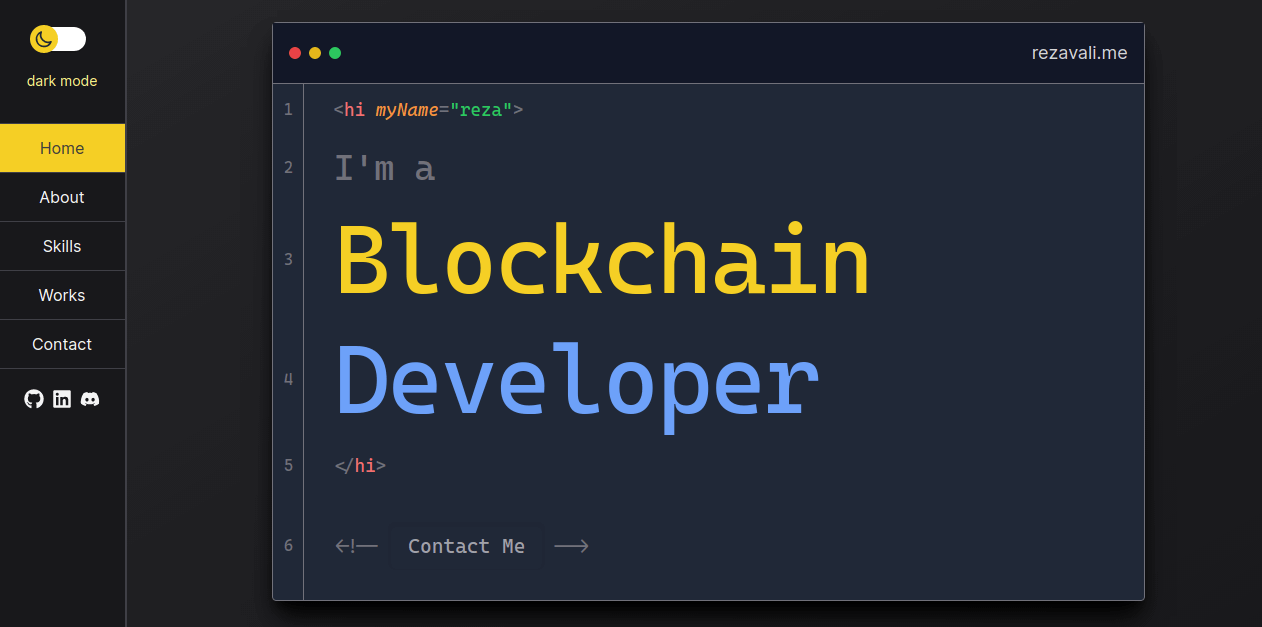 dark mode
Home
About
Skills
Works
Contact
rezavali.me
1 <hi myName="reza">
2 I'm a
3 Blockchain
4 Developer
5 </hi>
6 <!-- Contact Me -->